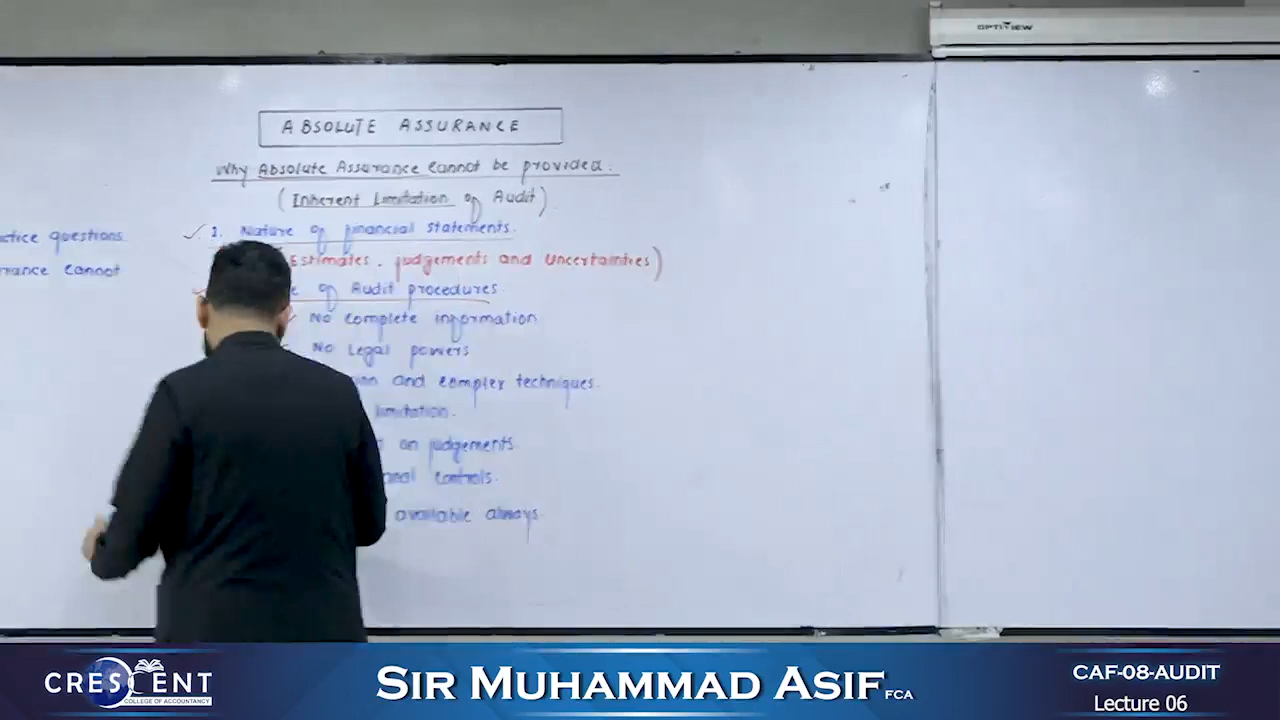 OPTIVIEW
ABSOLUTE ASSURANCE
Why Absolute Assurance cannot be provided.
(Inherent Limitation of Audit)
ctice questions
rance cannot
1. Nature of financial statements.
Estimates, judgements and uncertainties)
e of Audit procedures
No complete information
No Legal powers
and complex techniques.
limitation.
on judgements.
controls.
available always.
CRESCENT
COLLEGE OF ACCOUNTANCY
SIR MUHAMMAD ASIF FCA
CAF-08-AUDIT
Lecture 06